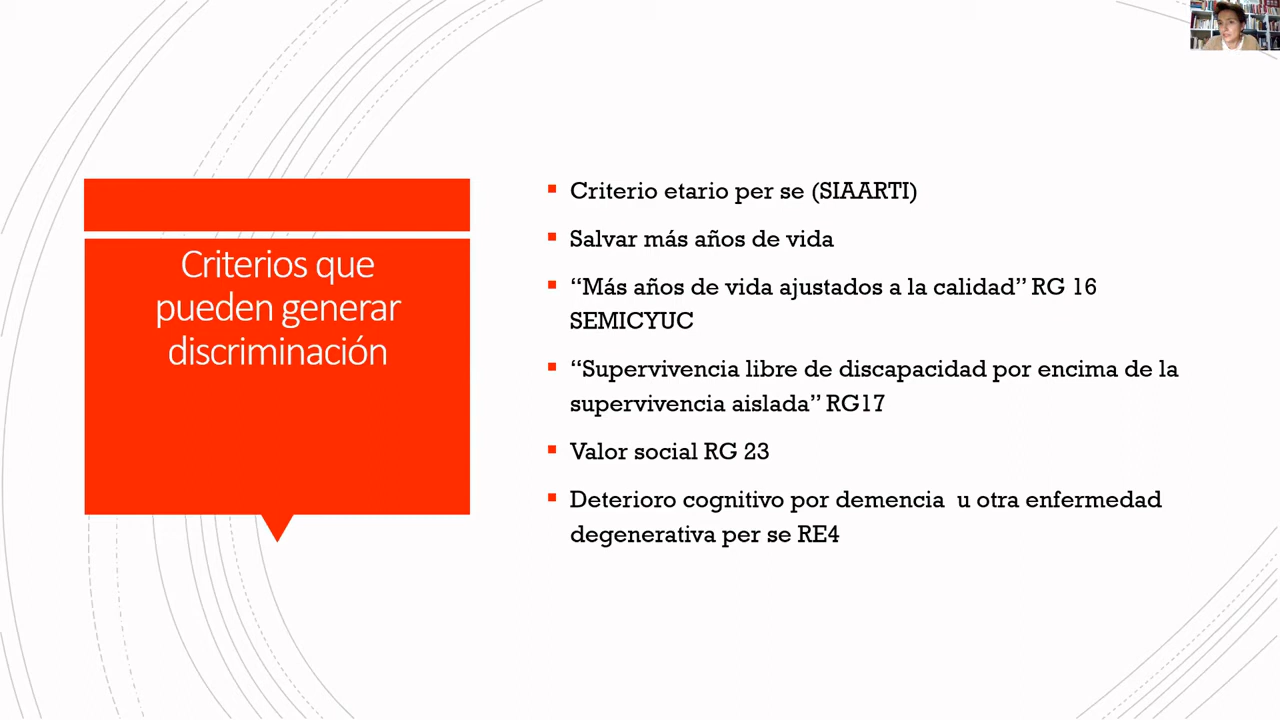 Criterios que
pueden generar
discriminación
Criterio etario per se (SIAARTI)
Salvar más años de vida
“Más años de vida ajustados a la calidad” RG 16
SEMICYUC
“Supervivencia libre de discapacidad por encima de la
supervivencia aislada” RG17
Valor social RG 23
Deterioro cognitivo por demencia u otra enfermedad
degenerativa per se RE4